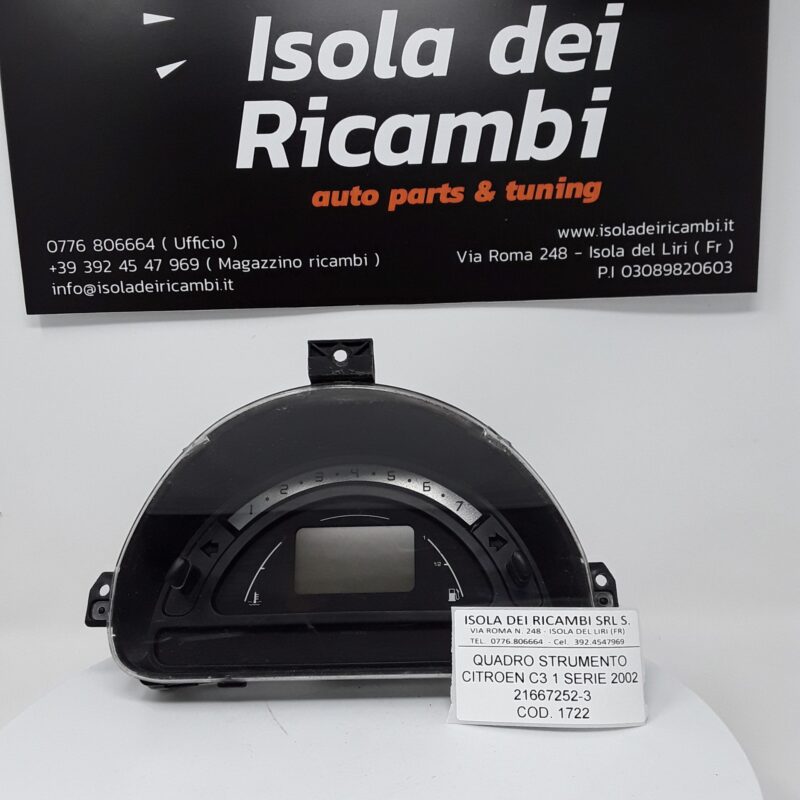 Isola dei
Ricambi
auto parts & tuning
0776 806664 ( Ufficio )
+39 392 45 47 969 ( Magazzino ricambi )
info@isoladeiricambi.it
www.isoladeiricambi.it
Via Roma 248 - Isola del Liri ( Fr )
P.I 03089820603
1 • 2 • 3 • 4 • 5 • 6 • 7
1
1/2
ISOLA DEI RICAMBI SRL S.
VIA ROMA N. 248 - ISOLA DEL LIRI (FR)
TEL. 0776.806664 - Cel. 392.4547969
QUADRO STRUMENTO
CITROEN C3 1 SERIE 2002
21667252-3
COD. 1722